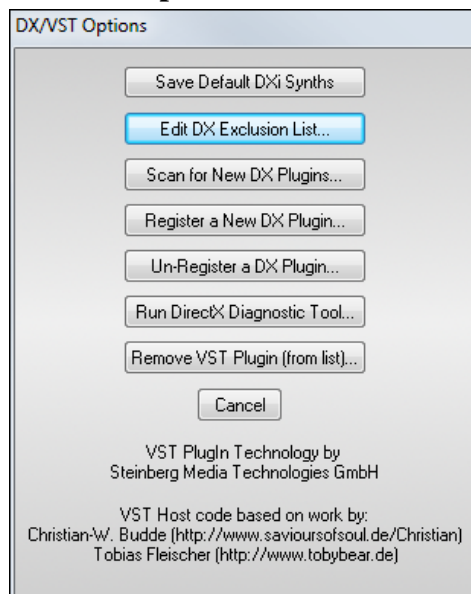 DX/VST Options
Save Default DXi Synths
Edit DX Exclusion List...
Scan for New DX Plugins...
Register a New DX Plugin...
Un-Register a DX Plugin...
Run DirectX Diagnostic Tool...
Remove VST Plugin (from list)...
Cancel
VST PlugIn Technology by
Steinberg Media Technologies GmbH
VST Host code based on work by:
Christian-W. Budde (http://www.savioursofsoul.de/Christian)
Tobias Fleischer (http://www.tobybear.de)